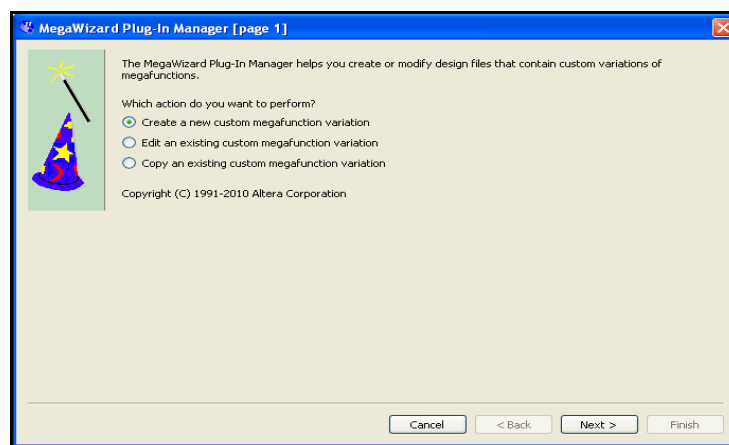 MegaWizard Plug-In Manager [page 1]
The MegaWizard Plug-In Manager helps you create or modify design files that contain custom variations of
megafunctions.
Which action do you want to perform?
Create a new custom megafunction variation
Edit an existing custom megafunction variation
Copy an existing custom megafunction variation
Copyright (C) 1991-2010 Altera Corporation
Cancel < Back Next > Finish